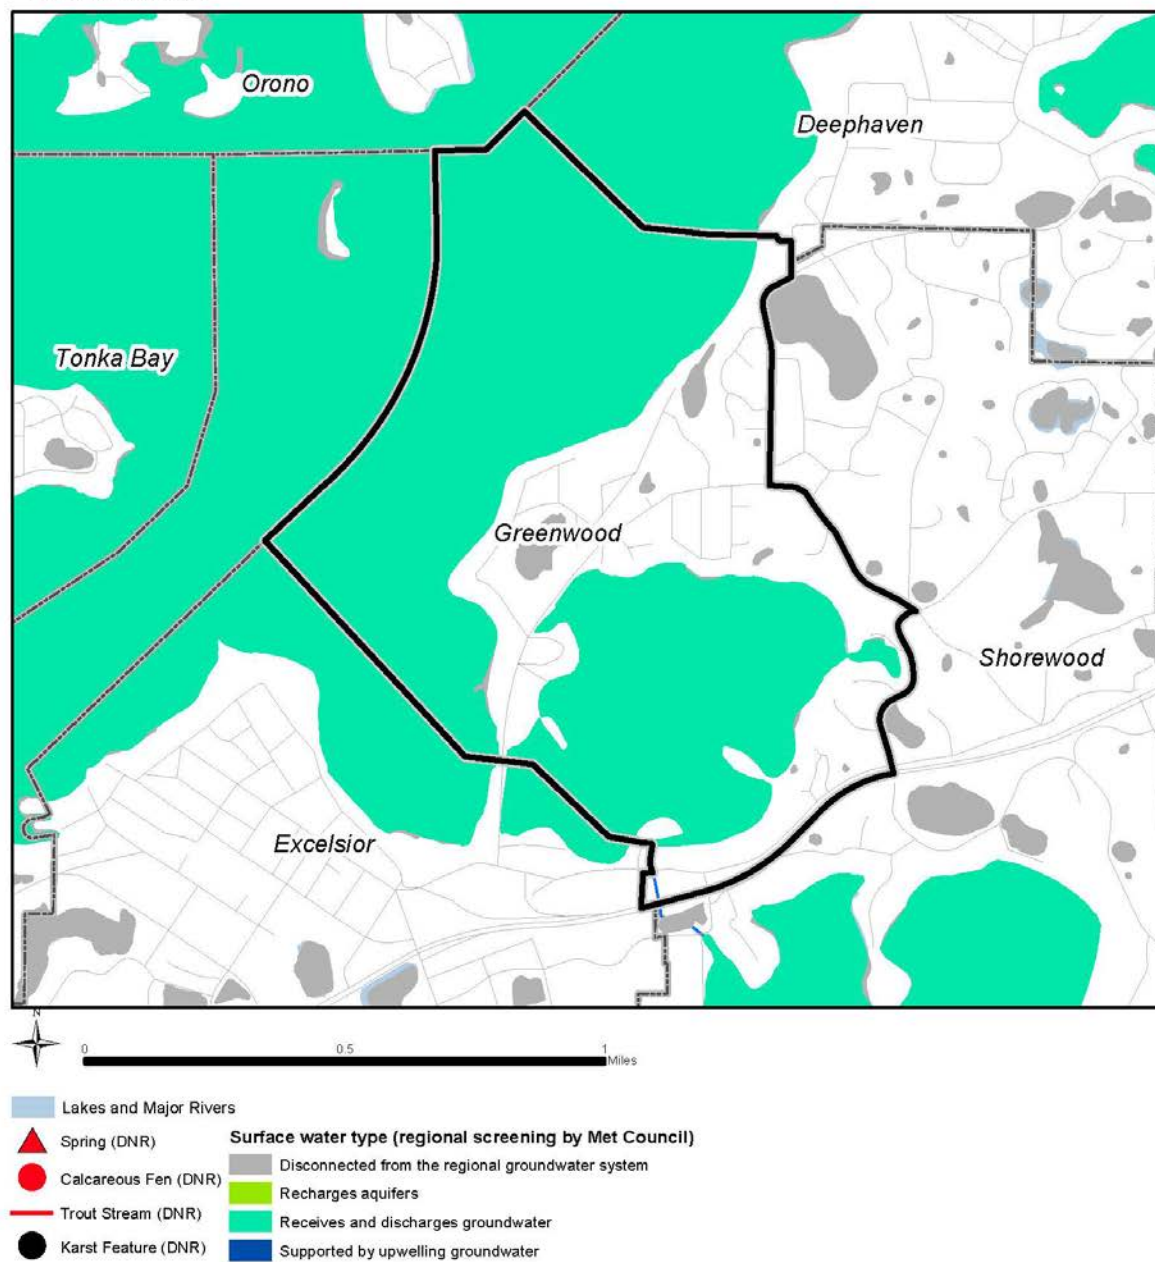 Orono
Deephaven
Tonka Bay
Greenwood
Shorewood
Excelsior
N
0 0.5 1
Miles
Lakes and Major Rivers
Spring (DNR)
Calcareous Fen (DNR)
Trout Stream (DNR)
Karst Feature (DNR)
Surface water type (regional screening by Met Council)
Disconnected from the regional groundwater system
Recharges aquifers
Receives and discharges groundwater
Supported by upwelling groundwater